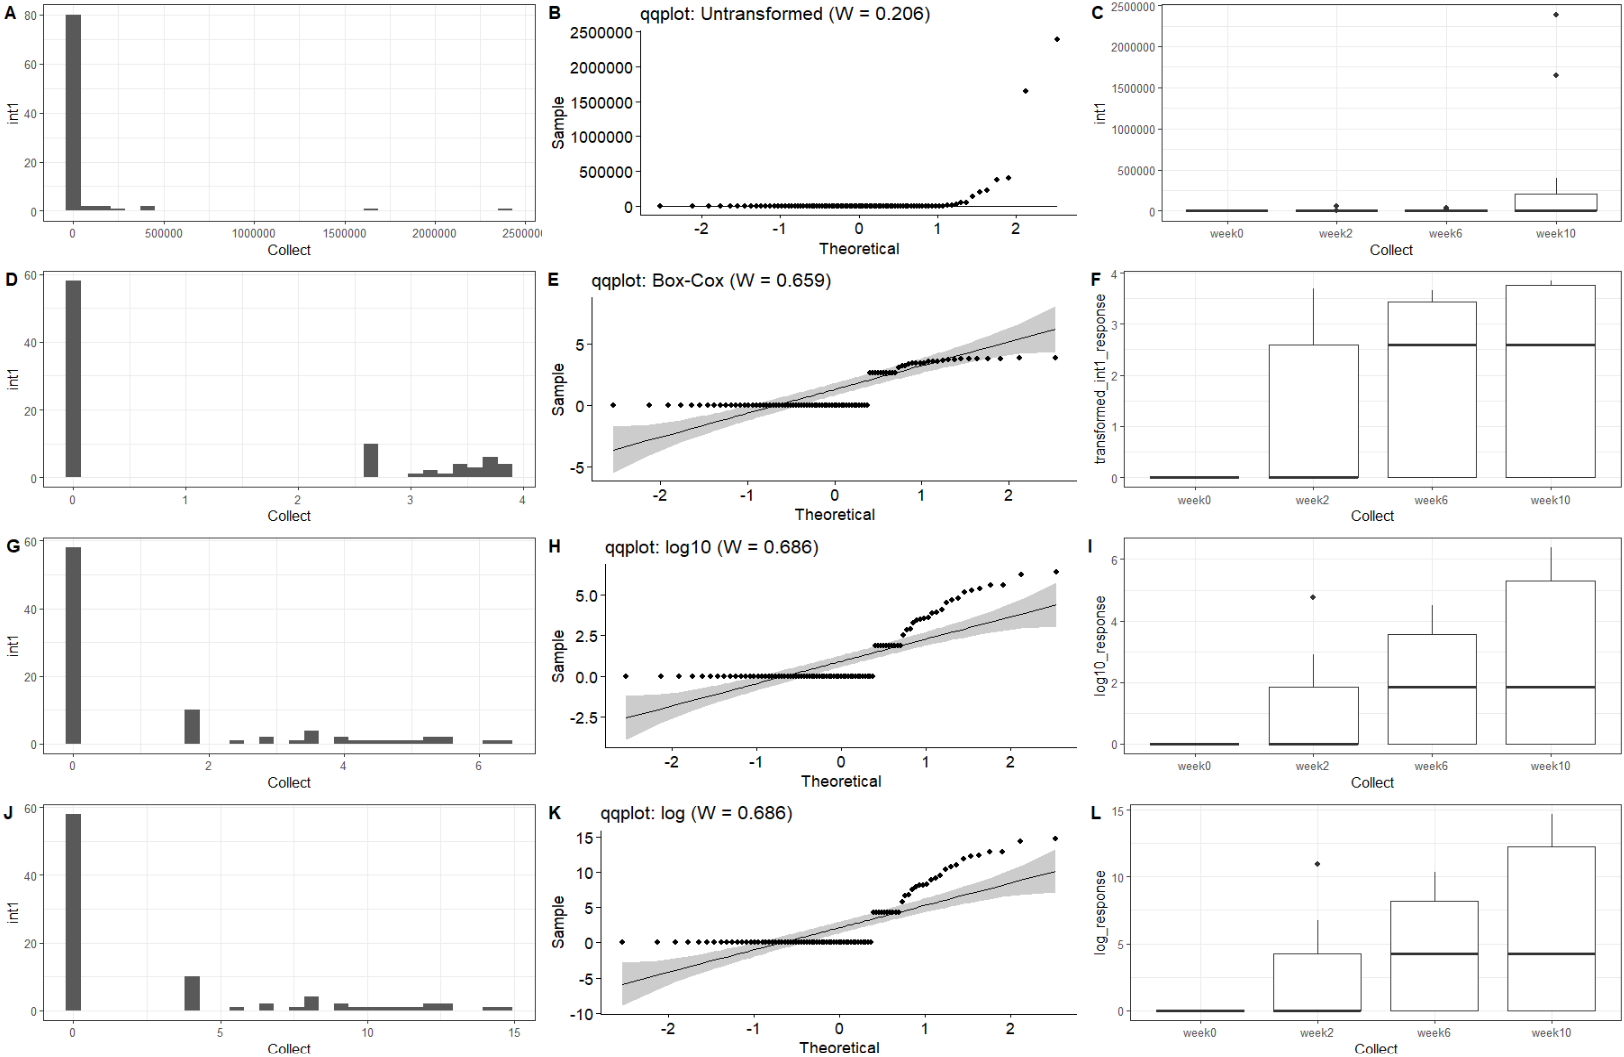 A
int1
80
60
40
20
0
0
500000
1000000
1500000
2000000
2500000
Collect
B
qqplot: Untransformed (W = 0.206)
Sample
2500000
2000000
1500000
1000000
500000
0
-2
-1
0
1
2
Theoretical
C
int1
2500000
2000000
1500000
1000000
500000
0
week0
week2
week6
week10
Collect
D
int1
60
40
20
0
0
1
2
3
4
Collect
E
qqplot: Box-Cox (W = 0.659)
Sample
5
0
-5
-2
-1
0
1
2
Theoretical
F
transformed_int1_response
4
3
2
1
0
week0
week2
week6
week10
Collect
G
int1
60
40
20
0
0
2
4
6
Collect
H
qqplot: log10 (W = 0.686)
Sample
5.0
2.5
0.0
-2.5
-2
-1
0
1
2
Theoretical
I
log10_response
6
4
2
0
week0
week2
week6
week10
Collect
J
int1
60
40
20
0
0
5
10
15
Collect
K
qqplot: log (W = 0.686)
Sample
15
10
5
0
-5
-10
-2
-1
0
1
2
Theoretical
L
log_response
15
10
5
0
week0
week2
week6
week10
Collect